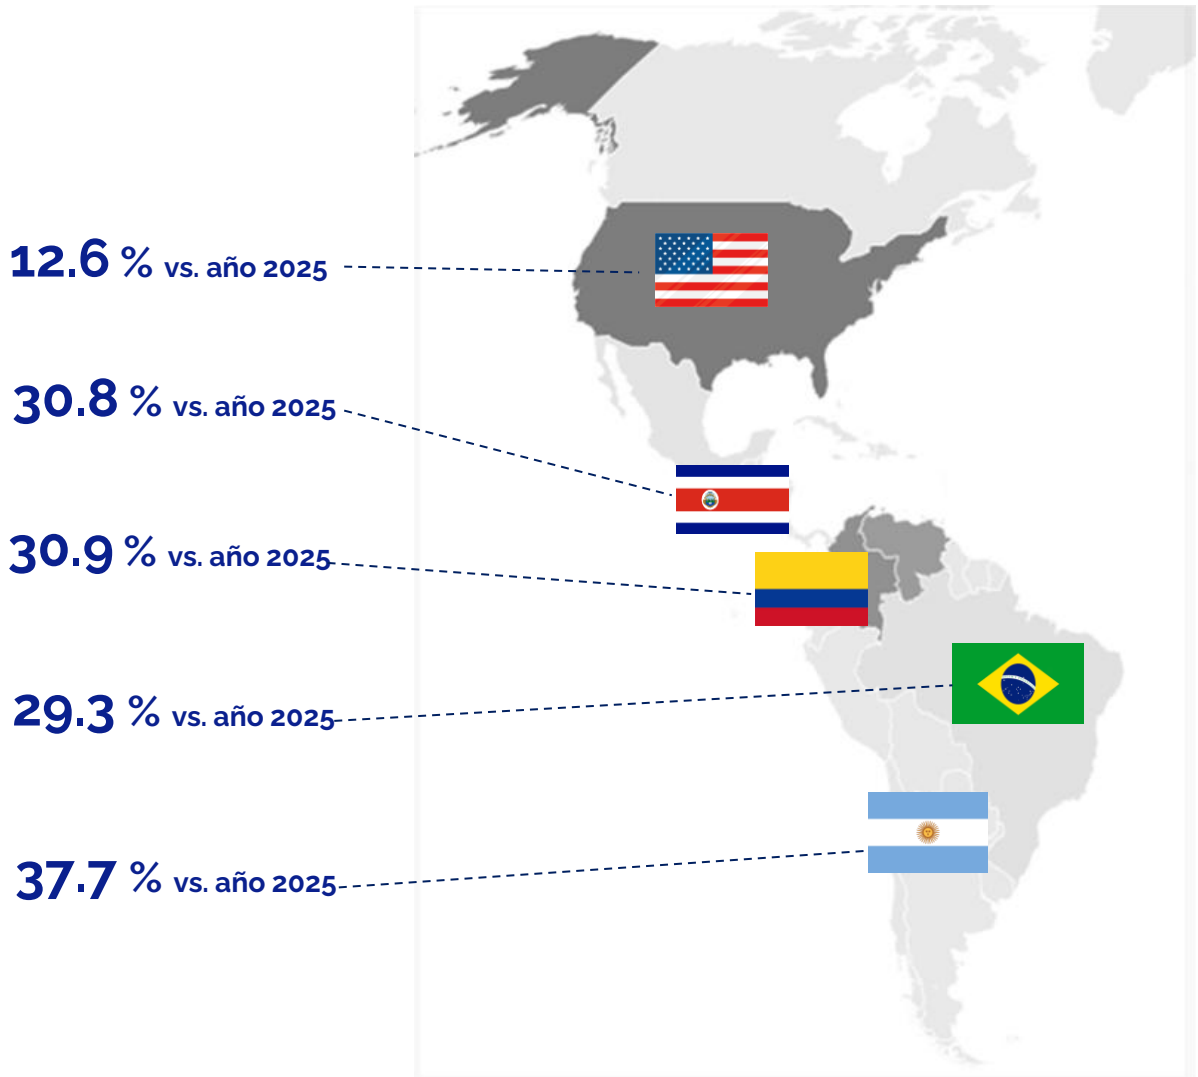 12.6 % vs. año 2025
30.8 % vs. año 2025
30.9 % vs. año 2025
29.3 % vs. año 2025
37.7 % vs. año 2025